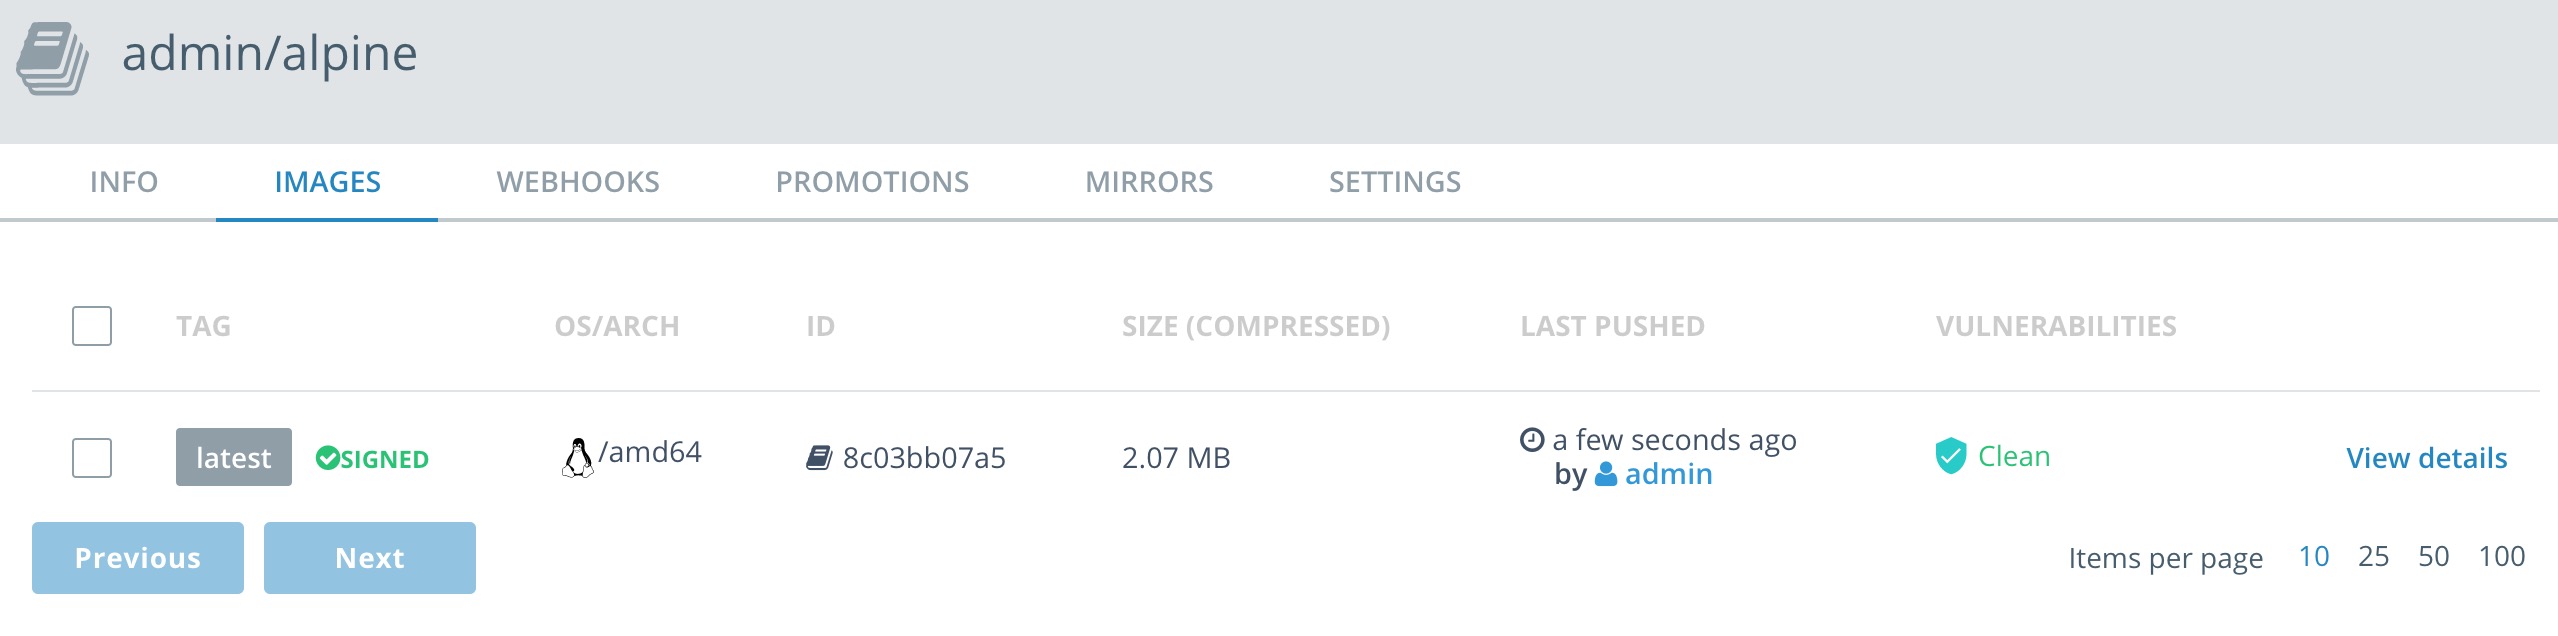 admin/alpine
INFO IMAGES WEBHOOKS PROMOTIONS MIRRORS SETTINGS
TAG OS/ARCH ID SIZE (COMPRESSED) LAST PUSHED VULNERABILITIES
latest SIGNED /amd64 8c03bb07a5 2.07 MB a few seconds ago Clean View details
by admin
Previous Next Items per page 10 25 50 100